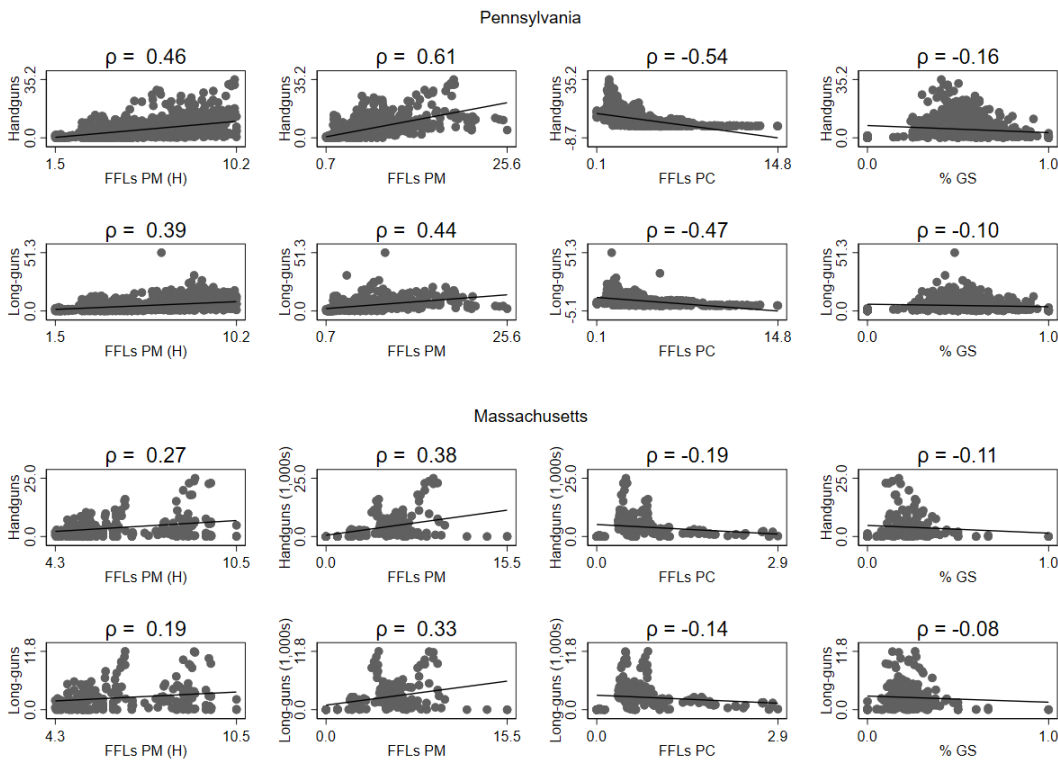 Pennsylvania
ρ = 0.46
ρ = 0.61
ρ = -0.54
ρ = -0.16
Handguns
35.2
0.0
1.5
10.2
FFLs PM (H)
Handguns
35.2
0.0
0.7
25.6
FFLs PM
Handguns
35.2
-8.7
0.1
14.8
FFLs PC
Handguns
35.2
0.0
0.0
1.0
% GS
ρ = 0.39
ρ = 0.44
ρ = -0.47
ρ = -0.10
Long-guns
51.3
0.0
1.5
10.2
FFLs PM (H)
Long-guns
51.3
0.0
0.7
25.6
FFLs PM
Long-guns
51.3
-5.1
0.1
14.8
FFLs PC
Long-guns
51.3
0.0
0.0
1.0
% GS
Massachusetts
ρ = 0.27
ρ = 0.38
ρ = -0.19
ρ = -0.11
Handguns
25.0
0.0
4.3
10.5
FFLs PM (H)
Handguns (1,000s)
25.0
0.0
0.0
15.5
FFLs PM
Handguns (1,000s)
25.0
0.0
0.0
2.9
FFLs PC
Handguns
25.0
0.0
0.0
1.0
% GS
ρ = 0.19
ρ = 0.33
ρ = -0.14
ρ = -0.08
Long-guns
11.8
0.0
4.3
10.5
FFLs PM (H)
Long-guns (1,000s)
11.8
0.0
0.0
15.5
FFLs PM
Long-guns (1,000s)
11.8
0.0
0.0
2.9
FFLs PC
Long-guns
11.8
0.0
0.0
1.0
% GS